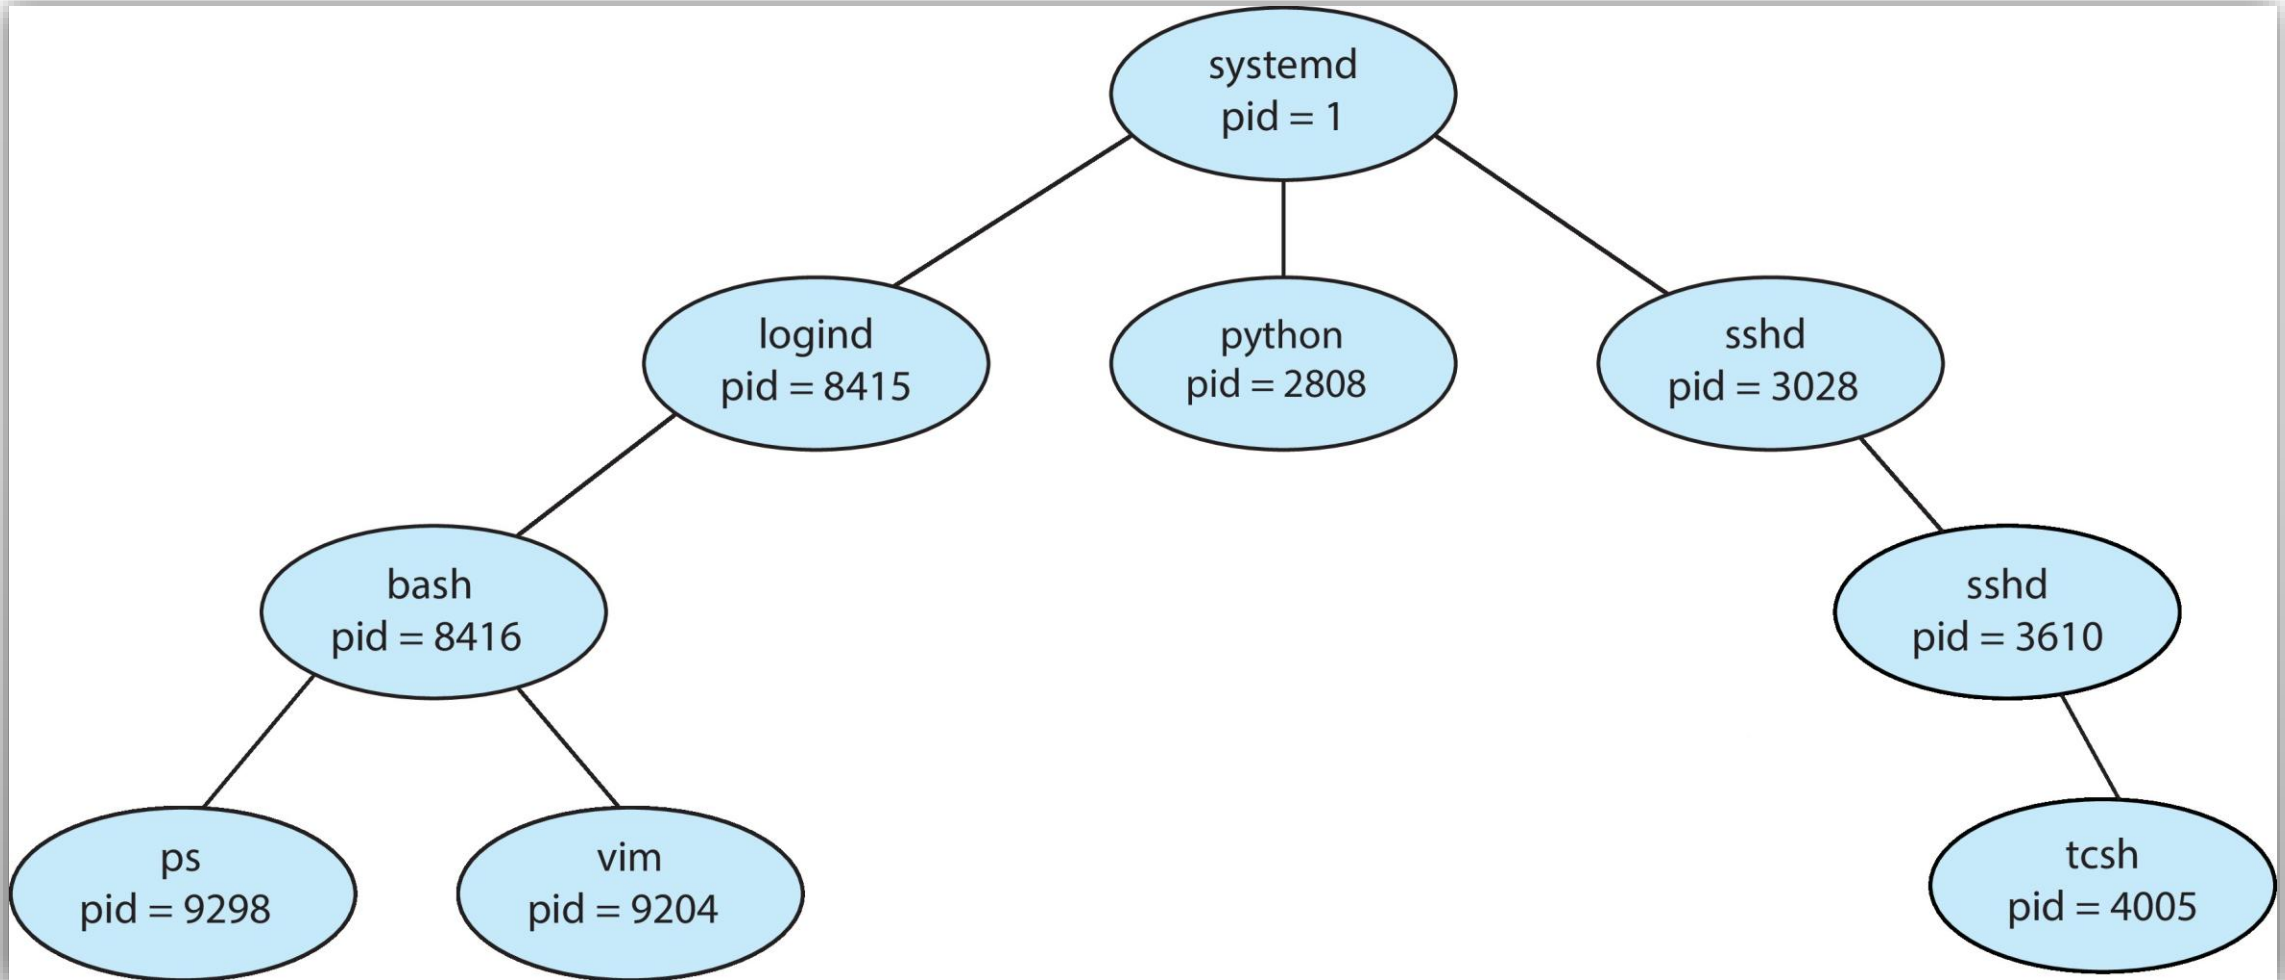 systemd
pid = 1
logind
pid = 8415
python
pid = 2808
sshd
pid = 3028
bash
pid = 8416
sshd
pid = 3610
ps
pid = 9298
vim
pid = 9204
tcsh
pid = 4005